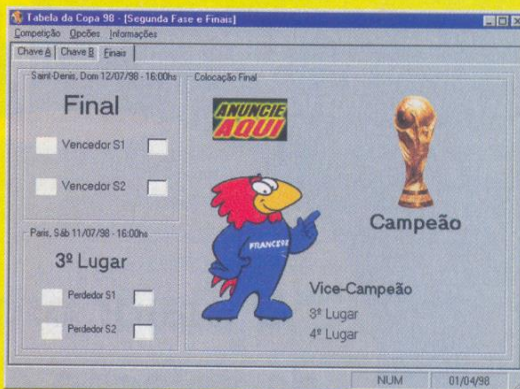 Tabela da Copa 98 - [Segunda Fase e Finais]
Competição Opções Informações
Chave A Chave B Finais
Saint-Denis, Dom 12/07/98 - 16:00hs
Final
Vencedor S1
Vencedor S2
Paris, Sáb 11/07/98 - 16:00hs
3º Lugar
Perdedor S1
Perdedor S2
Colocação Final
ANUNCIE
AQUI
FRANCE98
Campeão
Vice-Campeão
3º Lugar
4º Lugar
NUM 01/04/98